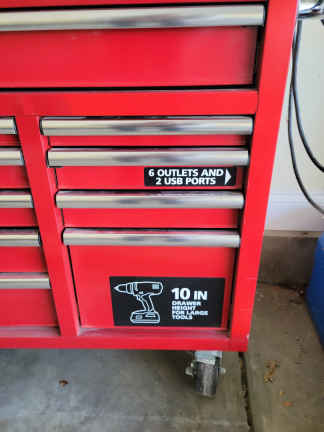 6 OUTLETS AND
2 USB PORTS
10 IN
DRAWER
HEIGHT
FOR LARGE
TOOLS